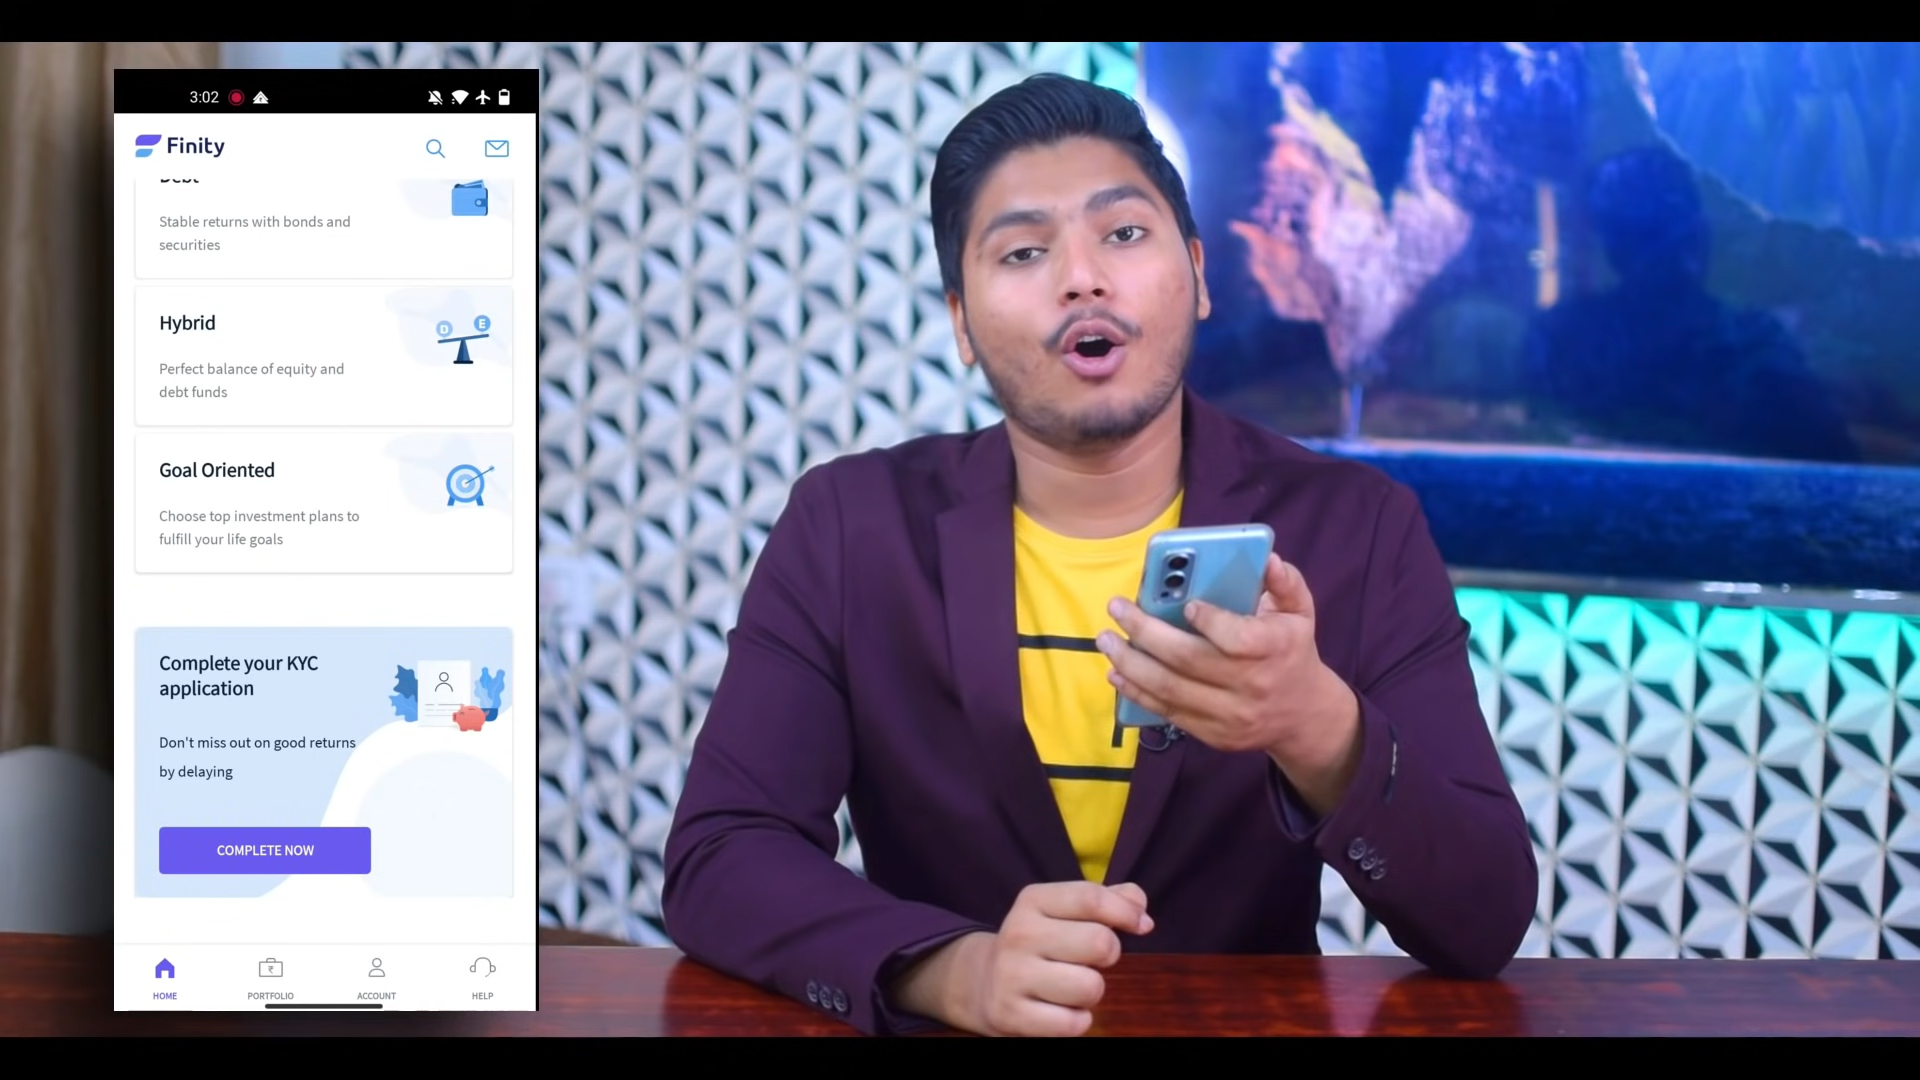 3:02
Finity
Debt
Stable returns with bonds and
securities
Hybrid
D E
Perfect balance of equity and
debt funds
Goal Oriented
Choose top investment plans to
fulfill your life goals
Complete your KYC
application
Don't miss out on good returns
by delaying
COMPLETE NOW
₹
HOME PORTFOLIO ACCOUNT HELP